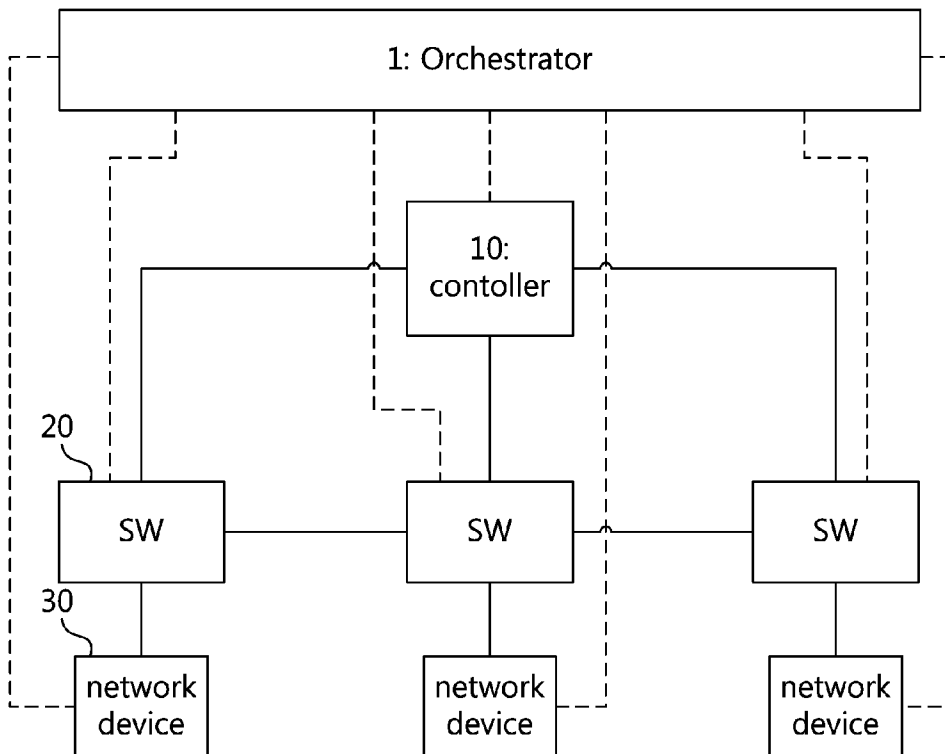 1: Orchestrator
10:
contoller
20
SW
SW
SW
30
network
device
network
device
network
device